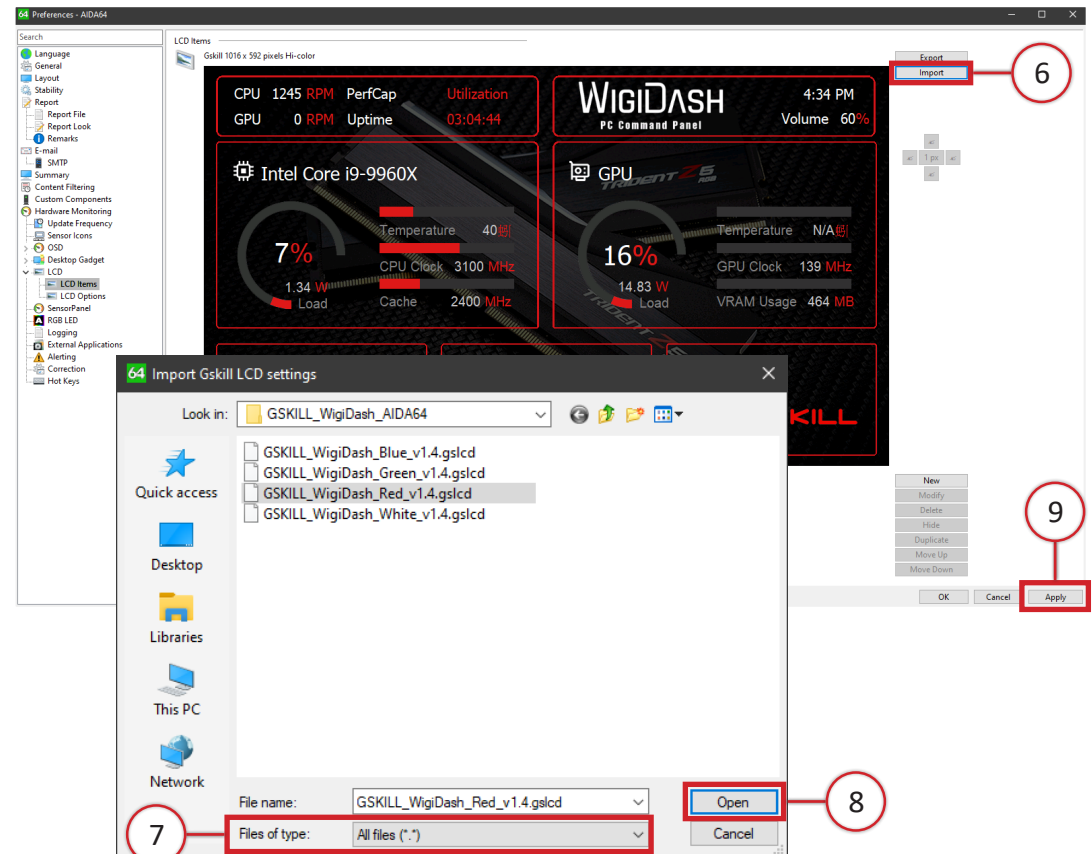 64 Preferences - AIDA64
Search
Language
General
Layout
Stability
Report
Report File
Report Look
Remarks
E-mail
SMTP
Summary
Content Filtering
Custom Components
Hardware Monitoring
Update Frequency
Sensor Icons
OSD
Desktop Gadget
LCD
LCD Items
LCD Options
SensorPanel
RGB LED
Logging
External Applications
Alerting
Correction
Hot Keys
LCD Items
Gskill 1016 x 592 pixels Hi-color
CPU 1245 RPM PerfCap Utilization
GPU 0 RPM Uptime 03:04:44
WIGIDASH
PC Command Panel
4:34 PM
Volume 60%
Intel Core i9-9960X
7%
1.34 W
Load
Temperature 40
CPU Clock 3100 MHz
Cache 2400 MHz
GPU
16%
14.83 W
Load
Temperature N/A
GPU Clock 139 MHz
VRAM Usage 464 MB
TRIDENT Z5
RGB
TRIDENT Z5
KILL
Export
Import
6
1 px
New
Modify
Delete
Hide
Duplicate
Move Up
Move Down
9
OK Cancel Apply
64 Import Gskill LCD settings
Look in: GSKILL_WigiDash_AIDA64
Quick access
Desktop
Libraries
This PC
Network
GSKILL_WigiDash_Blue_v1.4.gslcd
GSKILL_WigiDash_Green_v1.4.gslcd
GSKILL_WigiDash_Red_v1.4.gslcd
GSKILL_WigiDash_White_v1.4.gslcd
File name: GSKILL_WigiDash_Red_v1.4.gslcd Open
8
7
Files of type: All files (*.*) Cancel